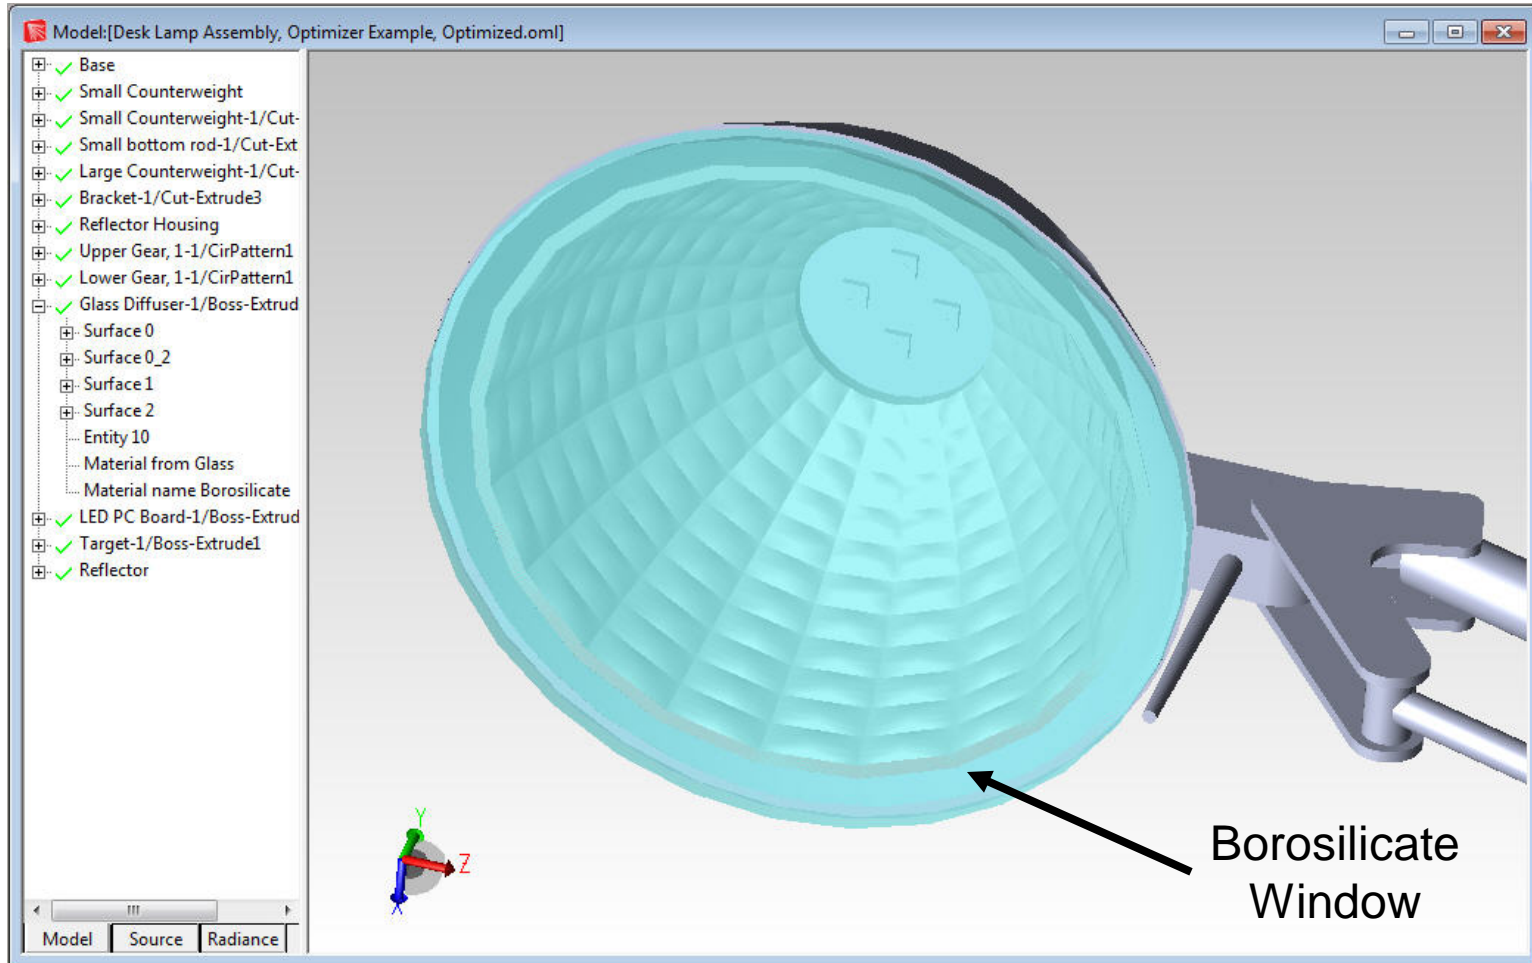 Model:[Desk Lamp Assembly, Optimizer Example, Optimized.oml]
Base
Small Counterweight
Small Counterweight-1/Cut-
Small bottom rod-1/Cut-Ext
Large Counterweight-1/Cut-
Bracket-1/Cut-Extrude3
Reflector Housing
Upper Gear, 1-1/CirPattern1
Lower Gear, 1-1/CirPattern1
Glass Diffuser-1/Boss-Extrud
Surface 0
Surface 0_2
Surface 1
Surface 2
Entity 10
Material from Glass
Material name Borosilicate
LED PC Board-1/Boss-Extrud
Target-1/Boss-Extrude1
Reflector
Y
Z
X
Borosilicate
Window
Model Source Radiance